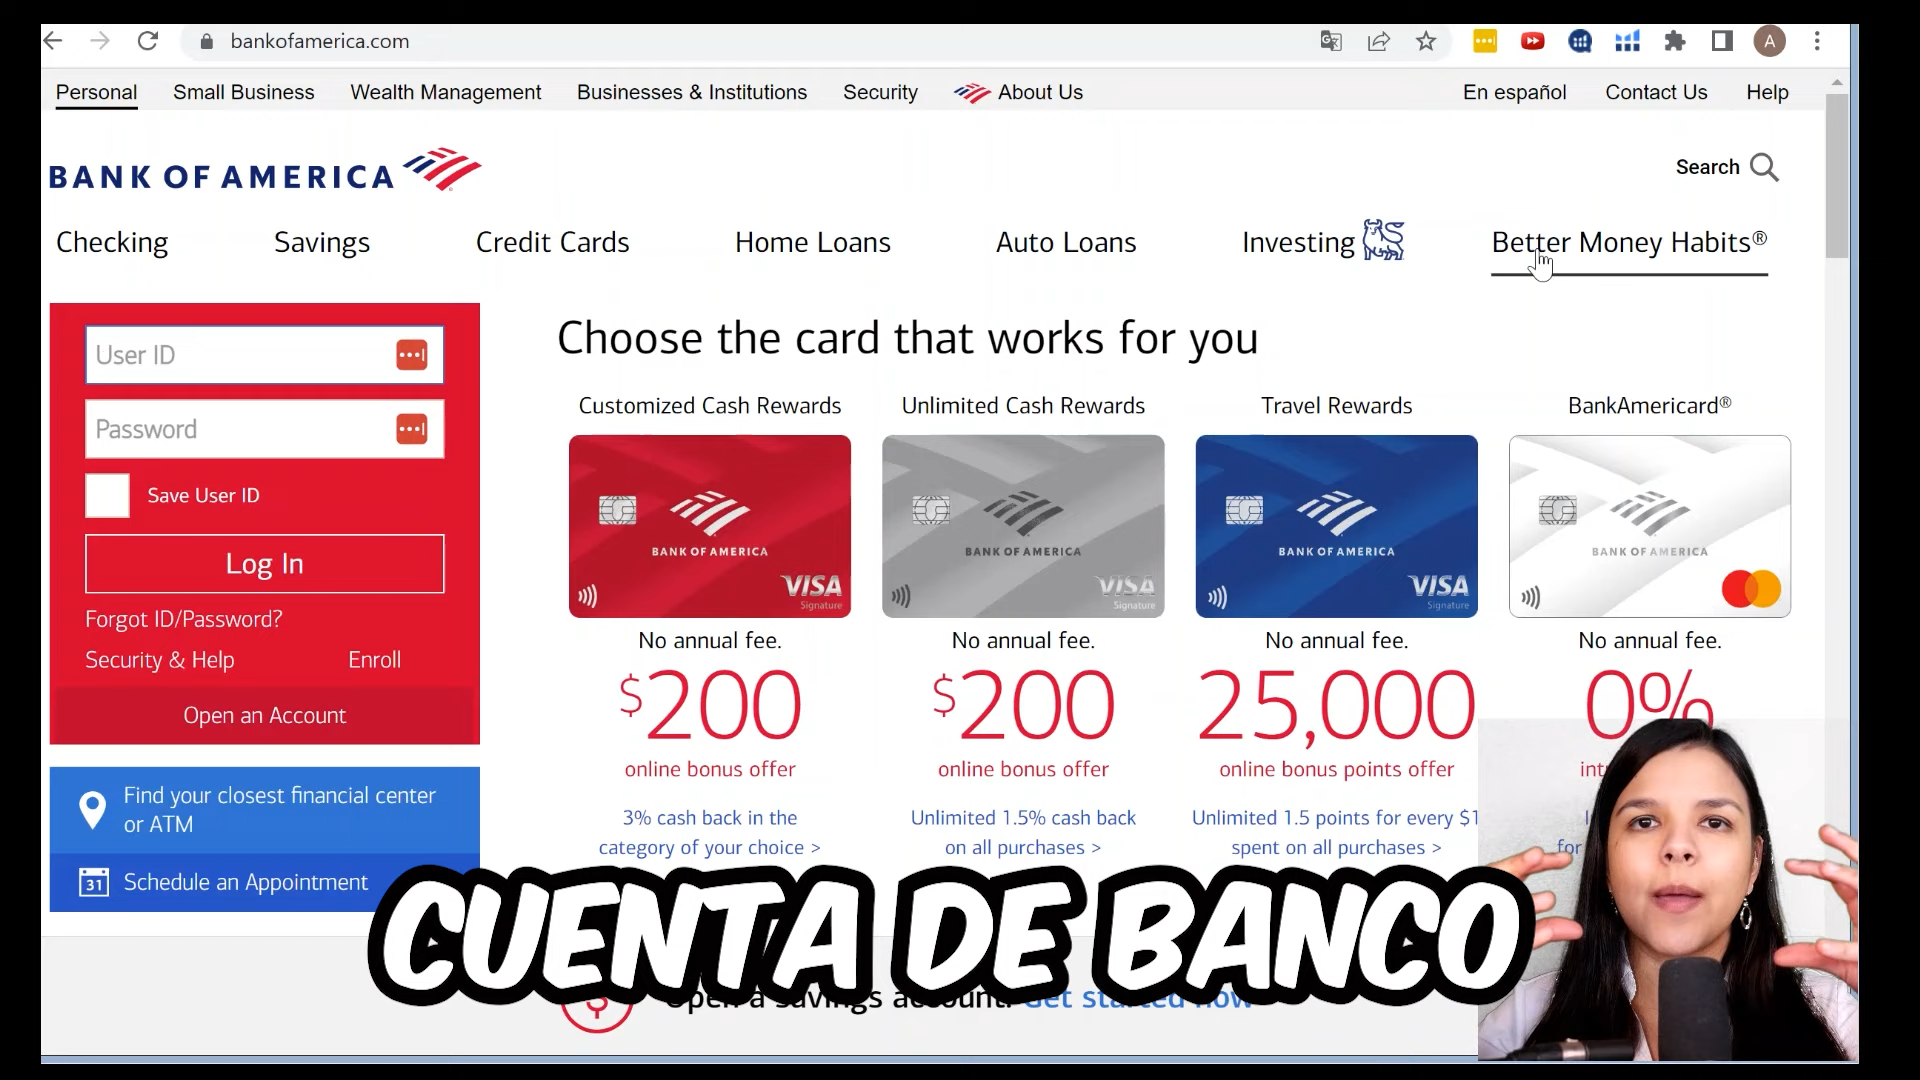 bankofamerica.com
A
Personal Small Business Wealth Management Businesses & Institutions Security About Us En español Contact Us Help
BANK OF AMERICA
Search
Checking Savings Credit Cards Home Loans Auto Loans Investing Better Money Habits®
User ID
Password
Save User ID
Log In
Forgot ID/Password?
Security & Help Enroll
Open an Account
Find your closest financial center
or ATM
31 Schedule an Appointment
Choose the card that works for you
Customized Cash Rewards Unlimited Cash Rewards Travel Rewards BankAmericard®
BANK OF AMERICA BANK OF AMERICA BANK OF AMERICA BANK OF AMERICA
VISA VISA VISA
Signature Signature Signature
No annual fee. No annual fee. No annual fee. No annual fee.
$200 $200 25,000 0%
online bonus offer online bonus offer online bonus points offer
3% cash back in the Unlimited 1.5% cash back Unlimited 1.5 points for every $1
category of your choice > on all purchases > spent on all purchases > for
CUENTA DE BANCO
Open a savings account. Get started now